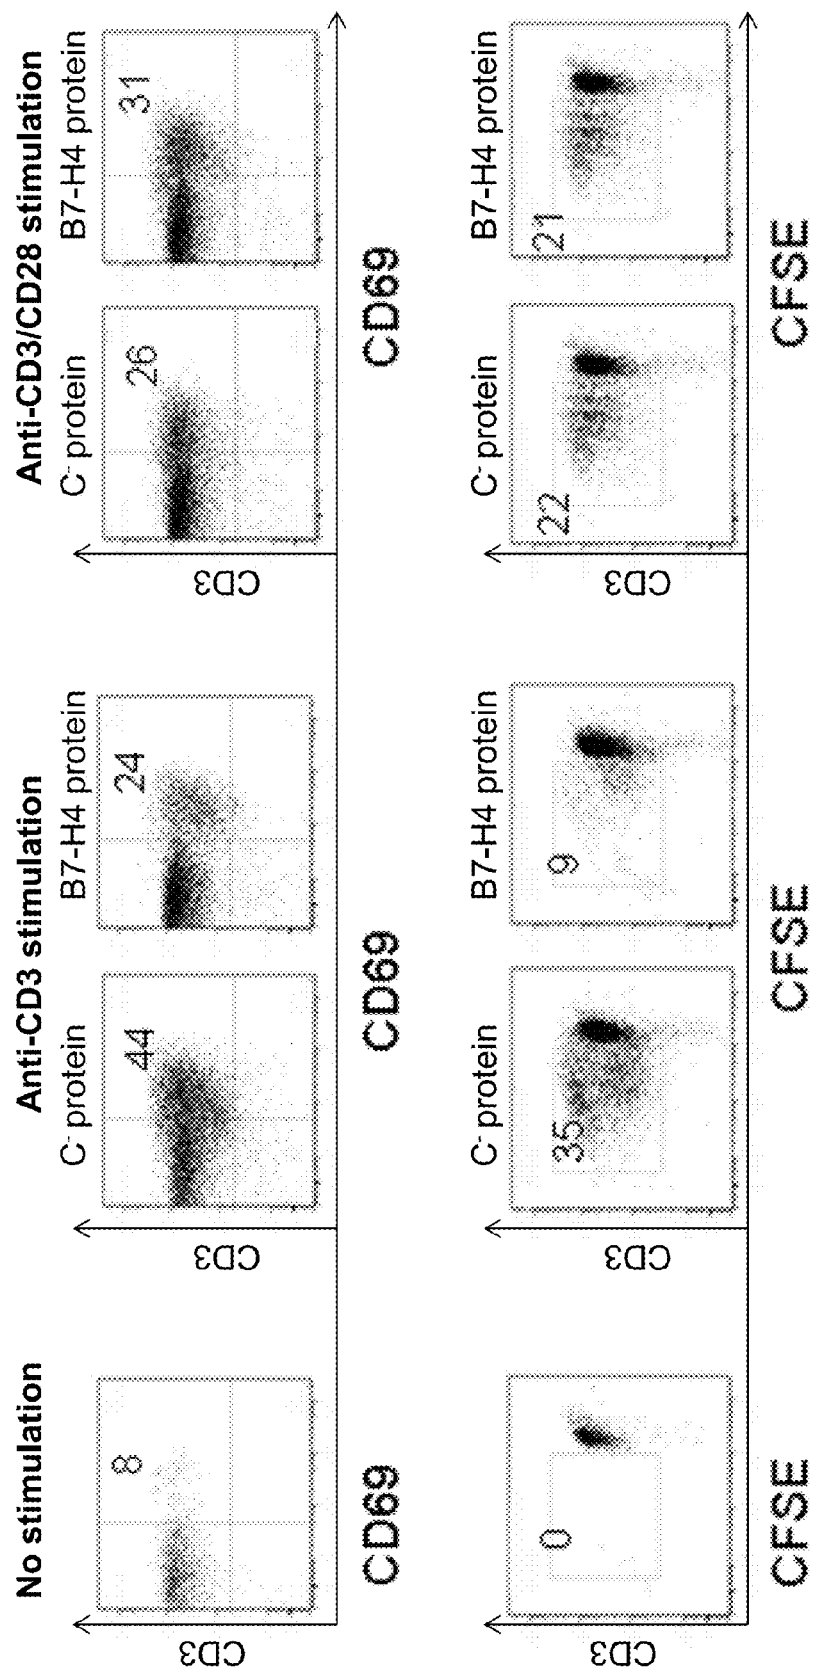 No stimulation
Anti-CD3 stimulation
Anti-CD3/CD28 stimulation
C- protein
B7-H4 protein
C- protein
B7-H4 protein
CD3
8
CD3
44
24
CD3
26
31
CD69
CD69
CD69
C- protein
B7-H4 protein
C- protein
B7-H4 protein
CD3
0
CD3
35
9
CD3
22
21
CFSE
CFSE
CFSE